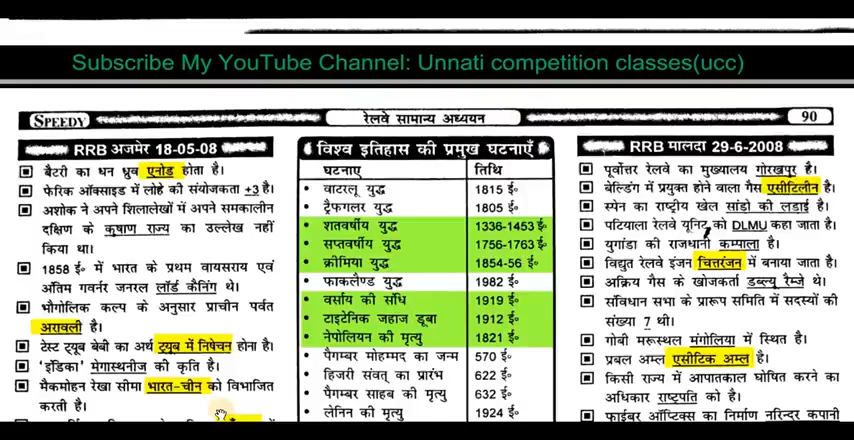 Subscribe My YouTube Channel: Unnati competition classes(ucc)
SPEEDY
रेलवे सामान्य अध्ययन
90
RRB अजमेर 18-05-08
बैटरी का धन ध्रुव एनोड होता है।
फेरिक ऑक्साइड में लोहे की संयोजकता +3 है।
अशोक ने अपने शिलालेखों में अपने समकालीन
दक्षिण के कुषाण राज्य का उल्लेख नहीं
किया था।
1858 ई० में भारत के प्रथम वायसराय एवं
अंतिम गवर्नर जनरल लॉर्ड कैनिंग थे।
भौगोलिक कल्प के अनुसार प्राचीन पर्वत
अरावली है।
टेस्ट ट्यूब बेबी का अर्थ ट्यूब में निषेचन होना है।
'इंडिका' मेगास्थनीज की कृति है।
मैकमोहन रेखा सीमा भारत-चीन को विभाजित
करती है।
विश्व इतिहास की प्रमुख घटनाएँ
घटनाए तिथि
वाटरलू युद्ध 1815 ई०
ट्रैफगलर युद्ध 1805 ई०
शतवर्षीय युद्ध 1336-1453 ई०
सप्तवर्षीय युद्ध 1756-1763 ई०
क्रीमिया युद्ध 1854-56 ई०
फाकलैण्ड युद्ध 1982 ई०
वर्साय की संधि 1919 ई०
टाइटेनिक जहाज डूबा 1912 ई०
नेपोलियन की मृत्यु 1821 ई०
पैगम्बर मोहम्मद का जन्म 570 ई०
हिजरी संवत् का प्रारंभ 622 ई०
पैगम्बर साहब की मृत्यु 632 ई०
लेनिन की मृत्यु 1924 ई०
RRB मालदा 29-6-2008
पूर्वोत्तर रेलवे का मुख्यालय गोरखपुर है।
वेल्डिंग में प्रयुक्त होने वाला गैस एसीटिलीन है।
स्पेन का राष्ट्रीय खेल सांडो की लडाई है।
पटियाला रेलवे यूनिट को DLMU कहा जाता है।
युगांडा की राजधानी कम्पाला है।
विद्युत रेलवे इंजन चित्तरंजन में बनाया जाता है।
अक्रिय गैस के खोजकर्ता डब्ल्यू रैम्जे थे।
संविधान सभा के प्रारूप समिति में सदस्यों की
संख्या 7 थी।
गोबी मरूस्थल मंगोलिया में स्थित है।
प्रबल अम्ल एसीटिक अम्ल है।
किसी राज्य में आपातकाल घोषित करने का
अधिकार राष्ट्रपति को है।
फाईबर ऑप्टिक्स का निर्माण नरिन्दर कपानी